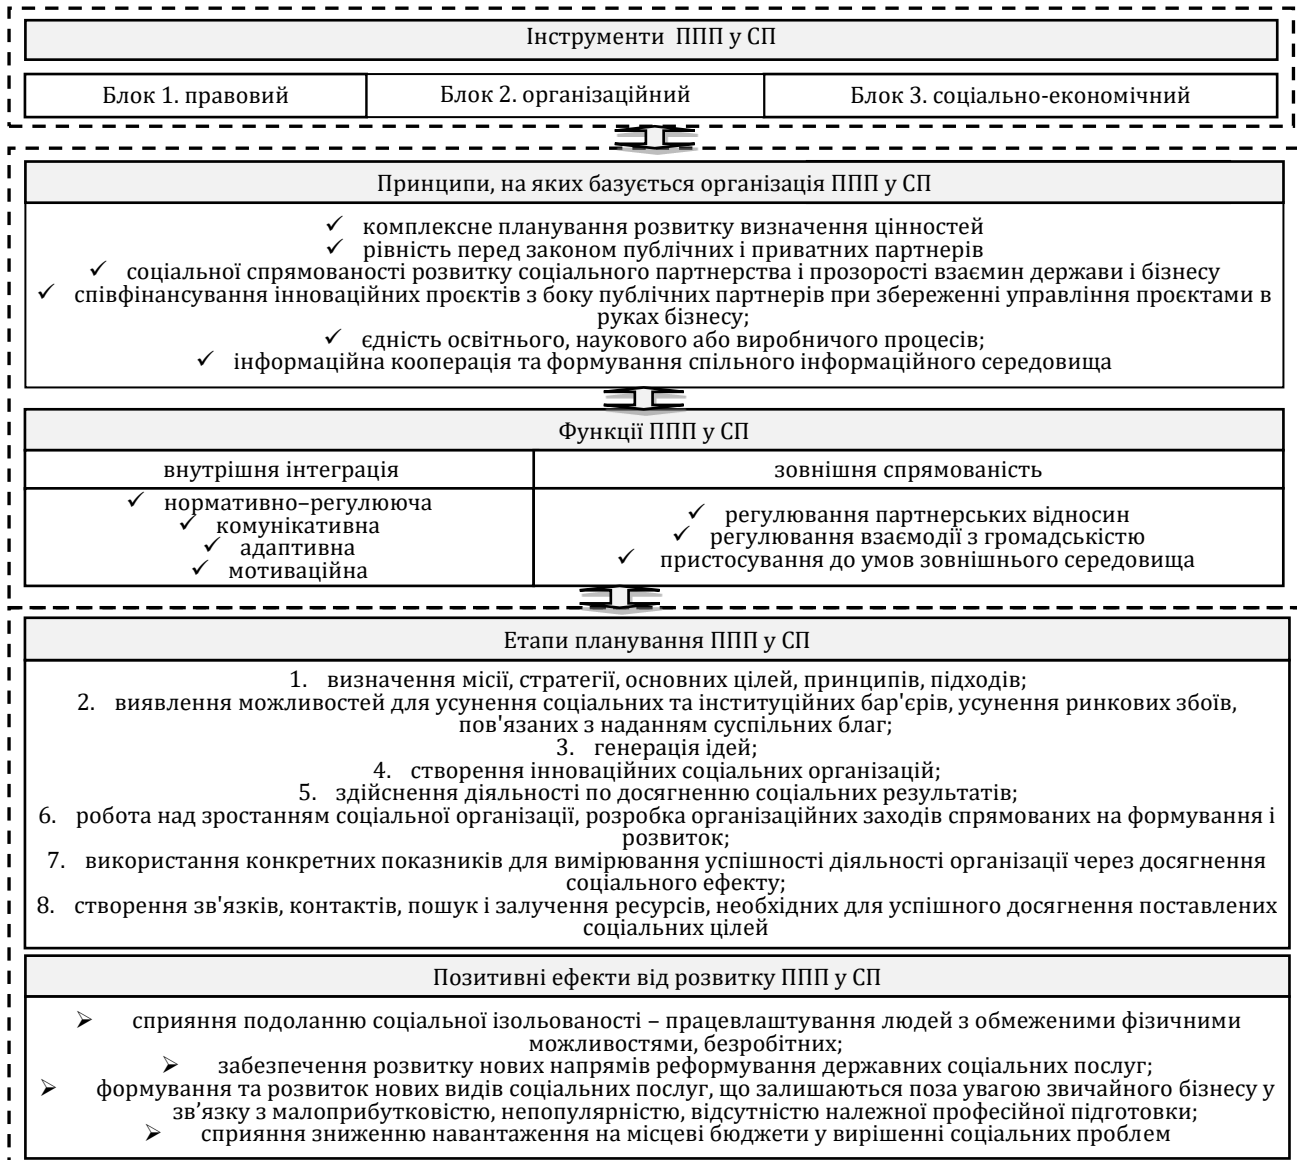 Інструменти ППП у СП
Блок 1. правовий
Блок 2. організаційний
Блок 3. соціально-економічний
Принципи, на яких базується організація ППП у СП
✓ комплексне планування розвитку визначення цінностей
✓ рівність перед законом публічних і приватних партнерів
✓ соціальної спрямованості розвитку соціального партнерства і прозорості взаємин держави і бізнесу
✓ співфінансування інноваційних проєктів з боку публічних партнерів при збереженні управління проєктами в
руках бізнесу;
✓ єдність освітнього, наукового або виробничого процесів;
✓ інформаційна кооперація та формування спільного інформаційного середовища
Функції ППП у СП
внутрішня інтеграція
зовнішня спрямованість
✓ нормативно–регулююча
✓ комунікативна
✓ адаптивна
✓ мотиваційна
✓ регулювання партнерських відносин
✓ регулювання взаємодії з громадськістю
✓ пристосування до умов зовнішнього середовища
Етапи планування ППП у СП
1. визначення місії, стратегії, основних цілей, принципів, підходів;
2. виявлення можливостей для усунення соціальних та інституційних бар'єрів, усунення ринкових збоїв,
пов'язаних з наданням суспільних благ;
3. генерація ідей;
4. створення інноваційних соціальних організацій;
5. здійснення діяльності по досягненню соціальних результатів;
6. робота над зростанням соціальної організації, розробка організаційних заходів спрямованих на формування і
розвиток;
7. використання конкретних показників для вимірювання успішності діяльності організації через досягнення
соціального ефекту;
8. створення зв'язків, контактів, пошук і залучення ресурсів, необхідних для успішного досягнення поставлених
соціальних цілей
Позитивні ефекти від розвитку ППП у СП
➢ сприяння подоланню соціальної ізольованості – працевлаштування людей з обмеженими фізичними
можливостями, безробітних;
➢ забезпечення розвитку нових напрямів реформування державних соціальних послуг;
➢ формування та розвиток нових видів соціальних послуг, що залишаються поза увагою звичайного бізнесу у
зв’язку з малоприбутковістю, непопулярністю, відсутністю належної професійної підготовки;
➢ сприяння зниженню навантаження на місцеві бюджети у вирішенні соціальних проблем